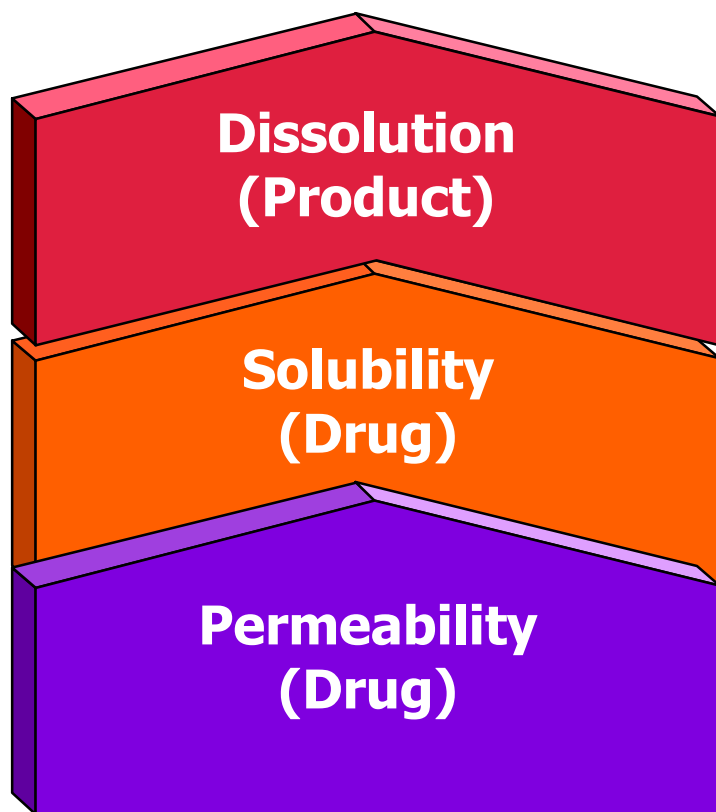 Dissolution
(Product)
Solubility
(Drug)
Permeability
(Drug)